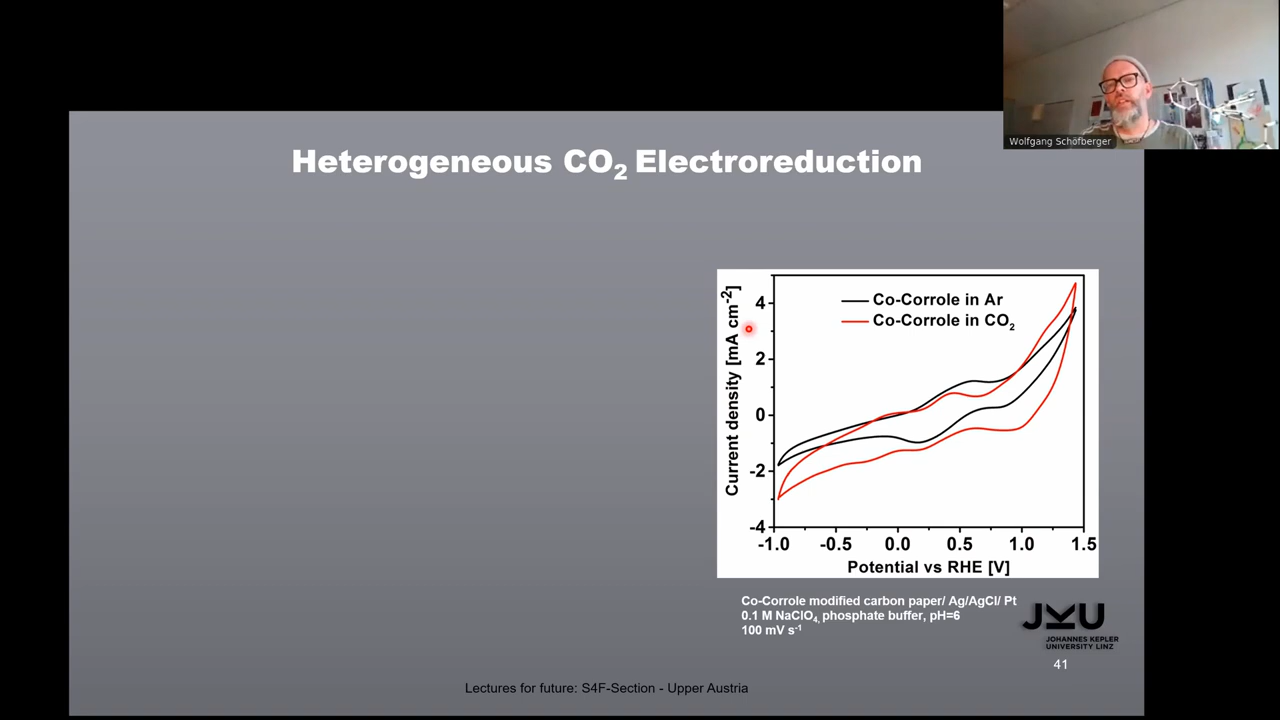 Wolfgang Schöfberger
Heterogeneous CO₂ Electroreduction
Co-Corrole in Ar
Co-Corrole in CO₂
Current density [mA cm⁻²]
4
2
0
-2
-4
-1.0 -0.5 0.0 0.5 1.0 1.5
Potential vs RHE [V]
Co-Corrole modified carbon paper/ Ag/AgCl/ Pt
0.1 M NaClO₄, phosphate buffer, pH=6
100 mV s⁻¹
JKU
JOHANNES KEPLER
UNIVERSITY LINZ
41
Lectures for future: S4F-Section - Upper Austria